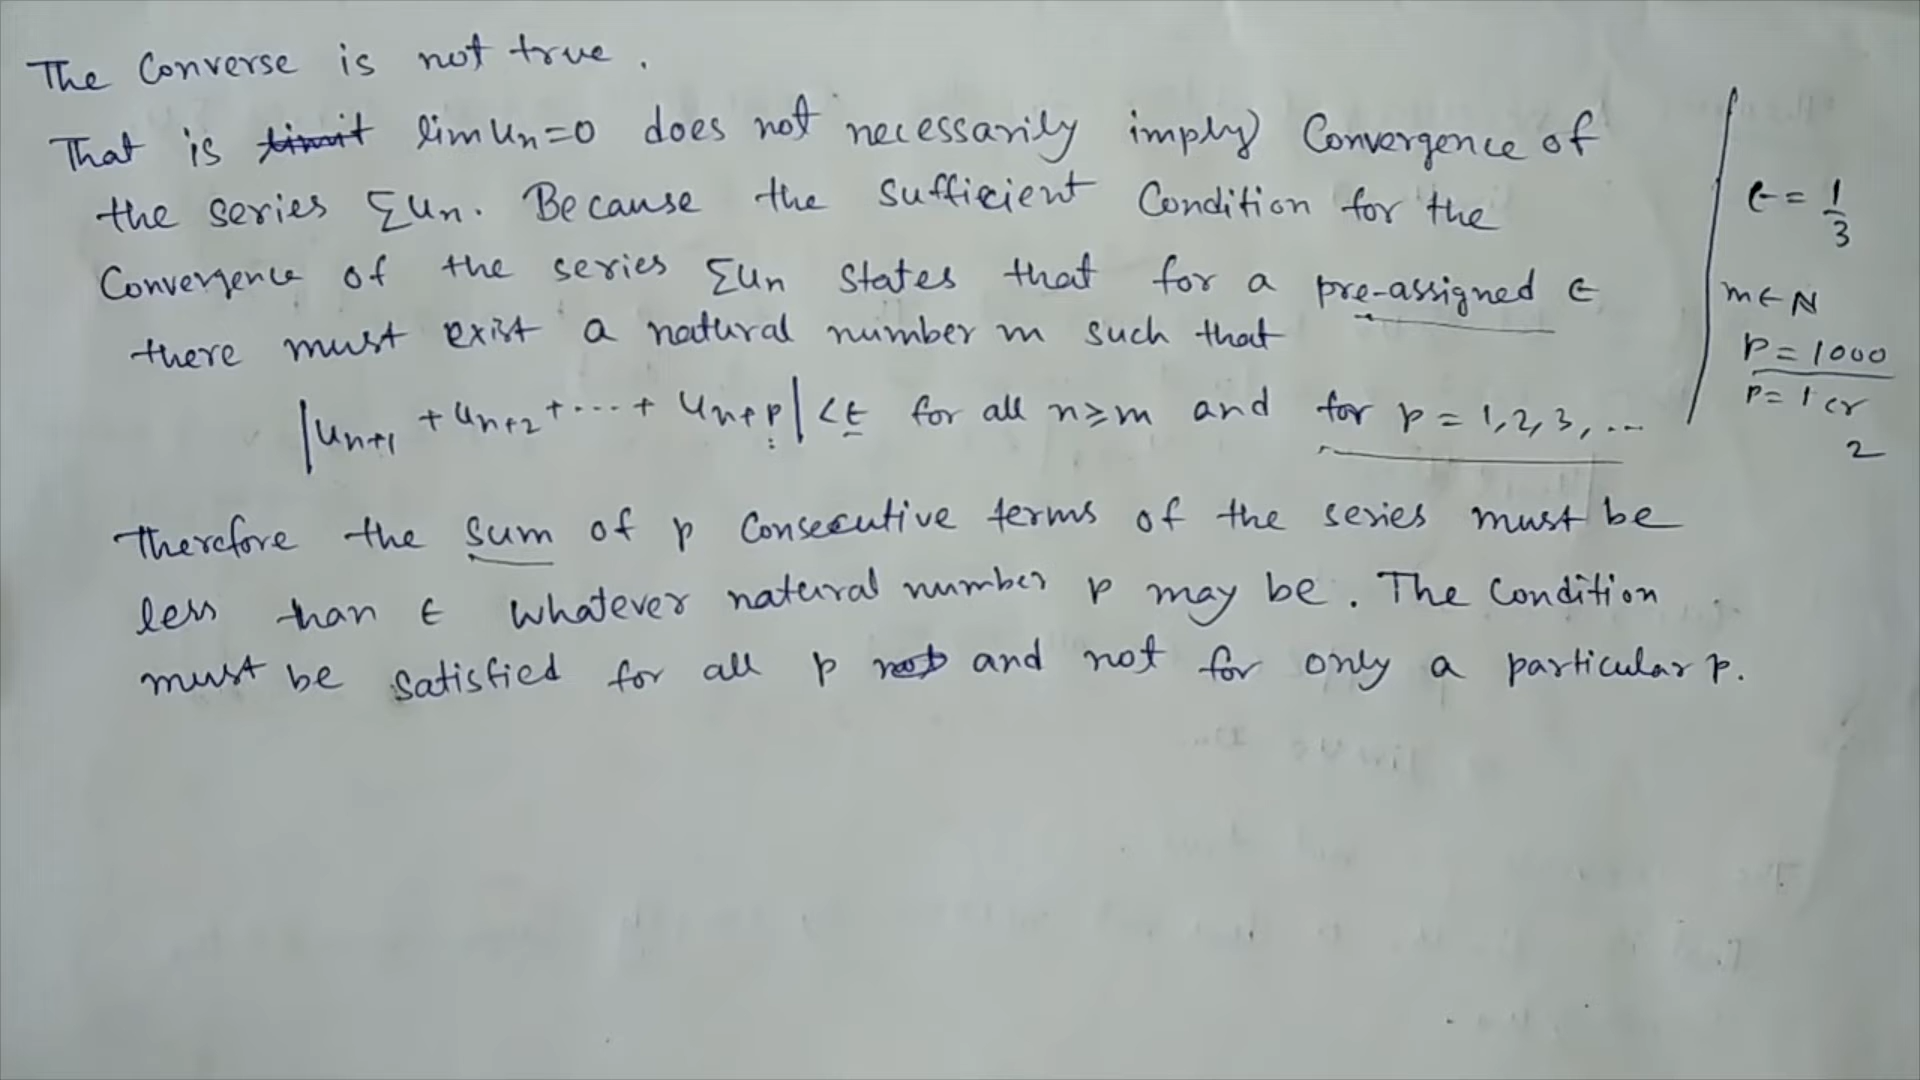 The Converse is not true.
That is limit lim un=0 does not necessarily imply Convergence of
the series Σun. Because the sufficient Condition for the
Convergence of the series Σun states that for a pre-assigned ∈
there must exist a natural number m such that
|un+1 + un+2 + ... + un+p| < ∈ for all n≥m and for p = 1,2,3,...
Therefore the sum of p Consecutive terms of the series must be
less than ∈ whatever natural number p may be. The Condition
must be satisfied for all p not and not for only a particular p.
∈ = 1/3
m∈N
p = 1000
p = 1 cr
2